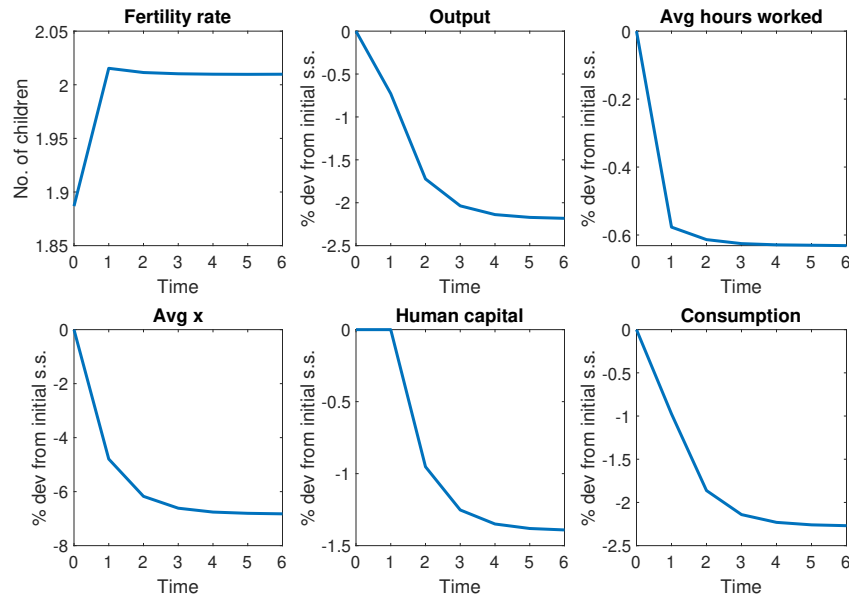 Fertility rate
2.05
2
1.95
1.9
1.85
No. of children
0 1 2 3 4 5 6
Time
Output
0
-0.5
-1
-1.5
-2
-2.5
% dev from initial s.s.
0 1 2 3 4 5 6
Time
Avg hours worked
0
-0.2
-0.4
-0.6
% dev from initial s.s.
0 1 2 3 4 5 6
Time
Avg x
0
-2
-4
-6
-8
% dev from initial s.s.
0 1 2 3 4 5 6
Time
Human capital
0
-0.5
-1
-1.5
% dev from initial s.s.
0 1 2 3 4 5 6
Time
Consumption
0
-0.5
-1
-1.5
-2
-2.5
% dev from initial s.s.
0 1 2 3 4 5 6
Time